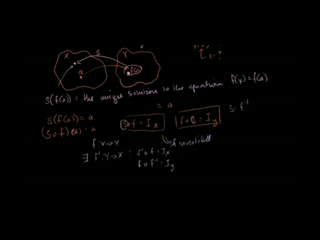 X
S
Y
a
f(a)
S(f(a)) = the unique solution to the equation f(x)=f(a)
= a
S(f(a)) = a
(S o f)(a) = a
S o f = I_x
f o S = I_y
S = f^-1
f: X→Y
f invertible
∃ f^-1: Y→X : f^-1 o f = I_x
f o f^-1 = I_y